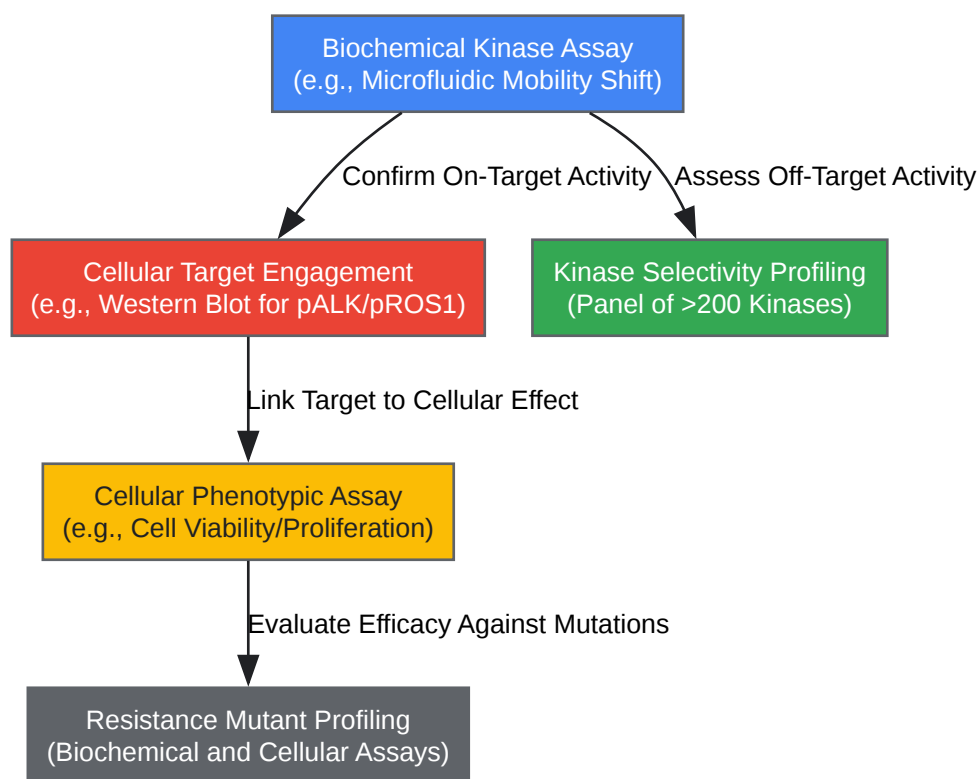 Biochemical Kinase Assay
(e.g., Microfluidic Mobility Shift)
Confirm On-Target Activity
Assess Off-Target Activity
Cellular Target Engagement
(e.g., Western Blot for pALK/pROS1)
Kinase Selectivity Profiling
(Panel of >200 Kinases)
Link Target to Cellular Effect
Cellular Phenotypic Assay
(e.g., Cell Viability/Proliferation)
Evaluate Efficacy Against Mutations
Resistance Mutant Profiling
(Biochemical and Cellular Assays)